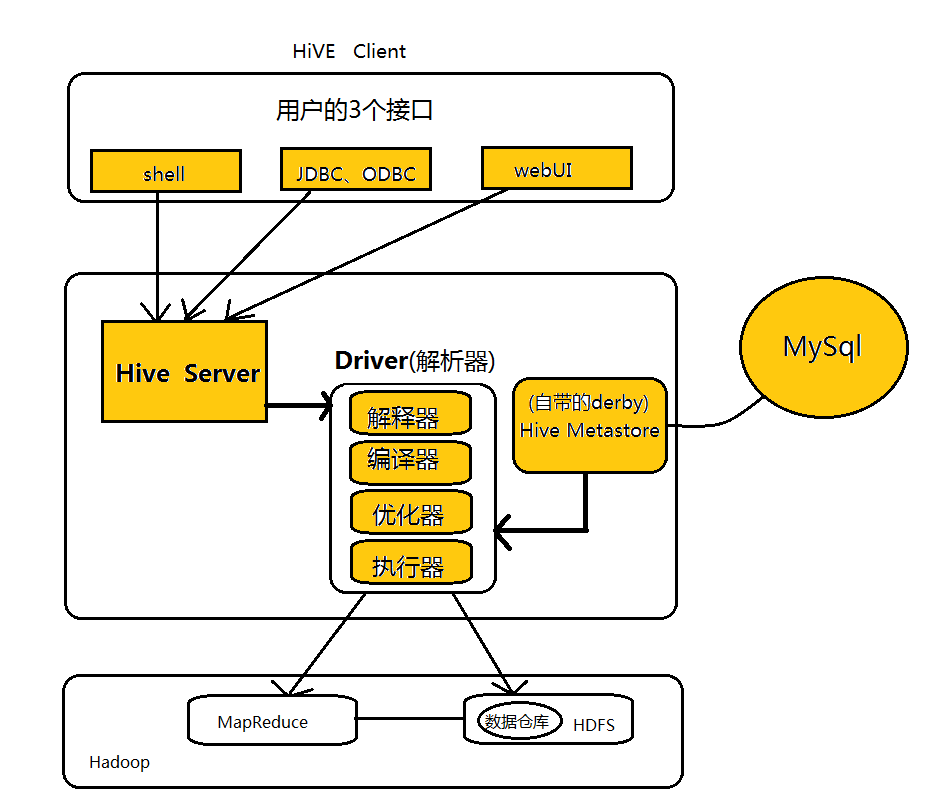 HiVE Client
用户的3个接口
shell
JDBC、ODBC
webUI
Hive Server
Driver(解析器)
解释器
编译器
优化器
执行器
(自带的derby)
Hive Metastore
MySql
MapReduce
数据仓库
HDFS
Hadoop